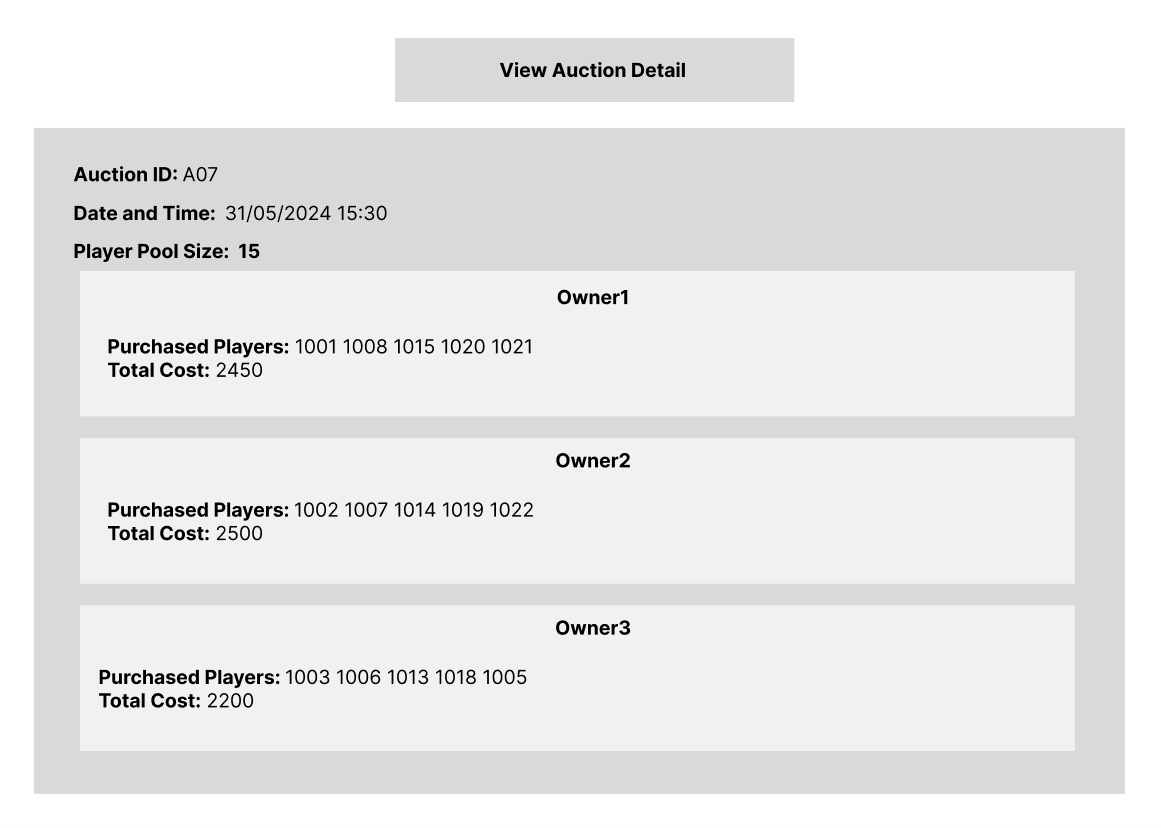 View Auction Detail
Auction ID: A07
Date and Time: 31/05/2024 15:30
Player Pool Size: 15
Owner1
Purchased Players: 1001 1008 1015 1020 1021
Total Cost: 2450
Owner2
Purchased Players: 1002 1007 1014 1019 1022
Total Cost: 2500
Owner3
Purchased Players: 1003 1006 1013 1018 1005
Total Cost: 2200